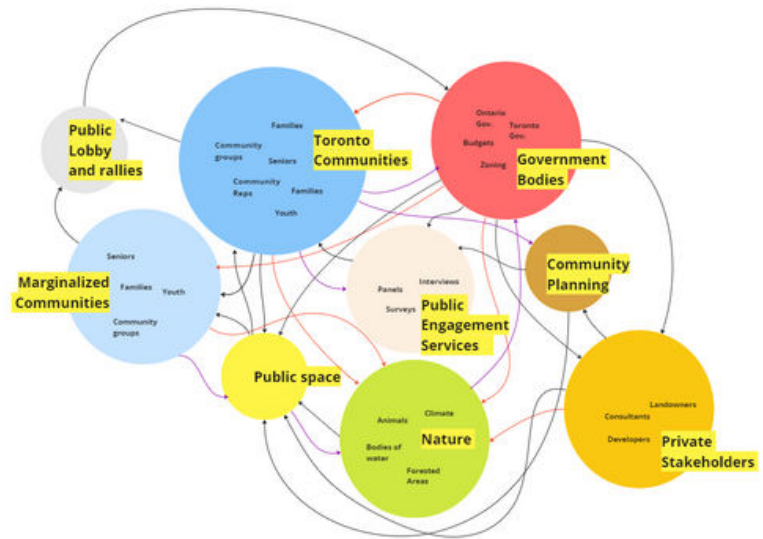 Public
Lobby
and rallies
Families
Community
groups
Seniors
Community
Reps
Families
Youth
Toronto
Communities
Ontario
Gov.
Toronto
Gov.
Budgets
Zoning
Government
Bodies
Seniors
Families
Youth
Community
groups
Marginalized
Communities
Panels
Interviews
Surveys
Public
Engagement
Services
Community
Planning
Public space
Animals
Climate
Bodies of
water
Forested
Areas
Nature
Landowners
Consultants
Developers
Private
Stakeholders